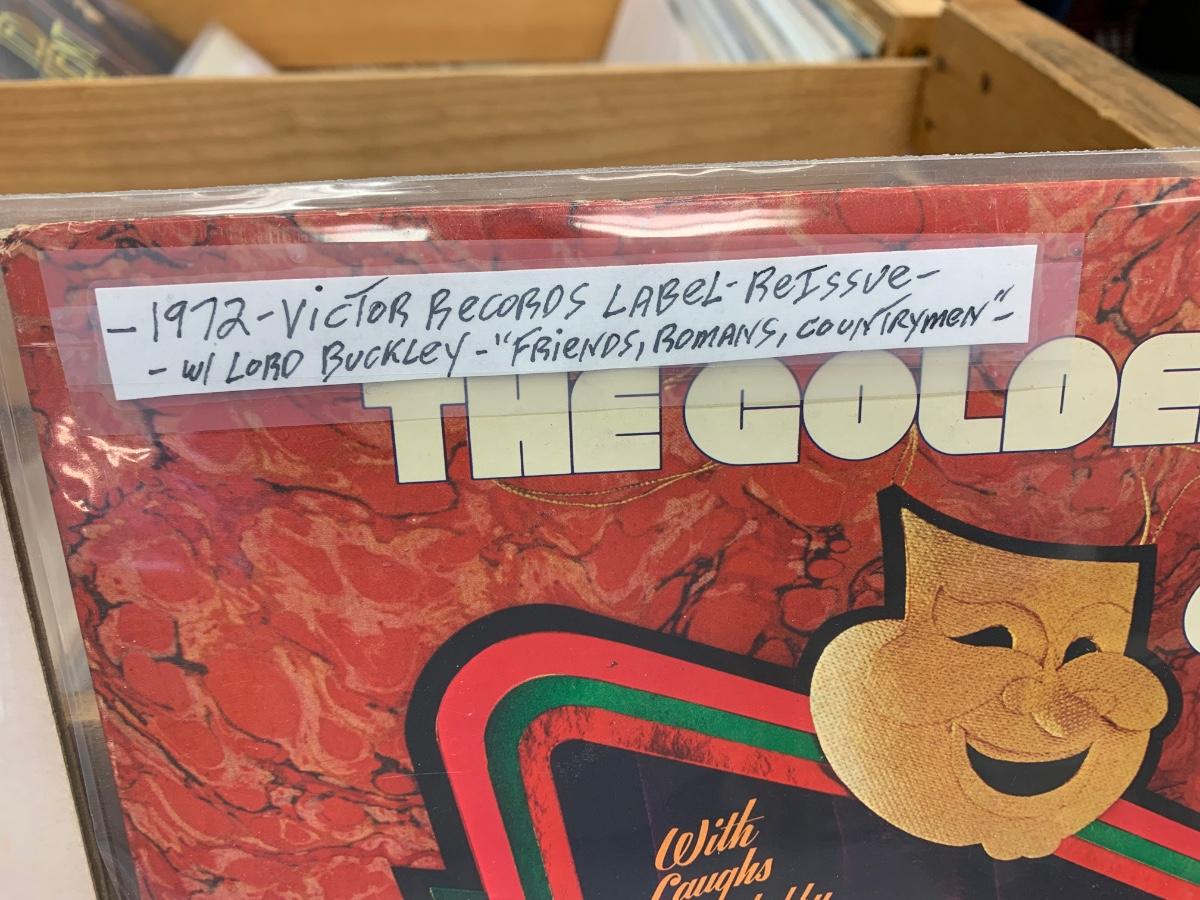 -1972-VICTOR RECORDS LABEL-REISSUE-
- W/ LORD BUCKLEY -"FRIENDS, ROMANS, COUNTRYMEN"-
THE GOLDE
With
Laughs